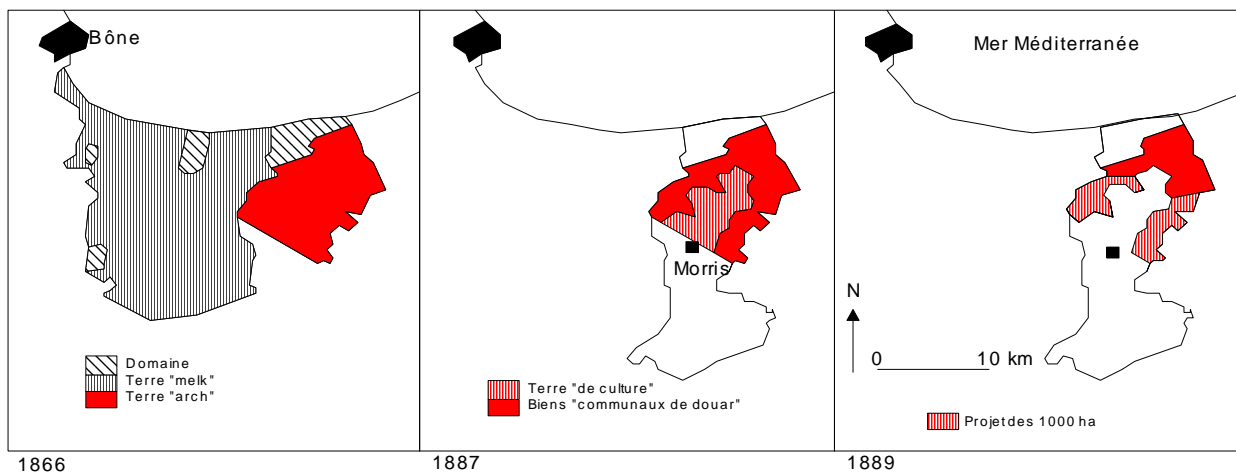 Bône
Domaine
Terre "melk"
Terre "arch"
1866
Morris
Terre "de culture"
Biens "communaux de douar"
1887
Mer Méditerranée
N
0 10 km
Projet des 1000 ha
1889